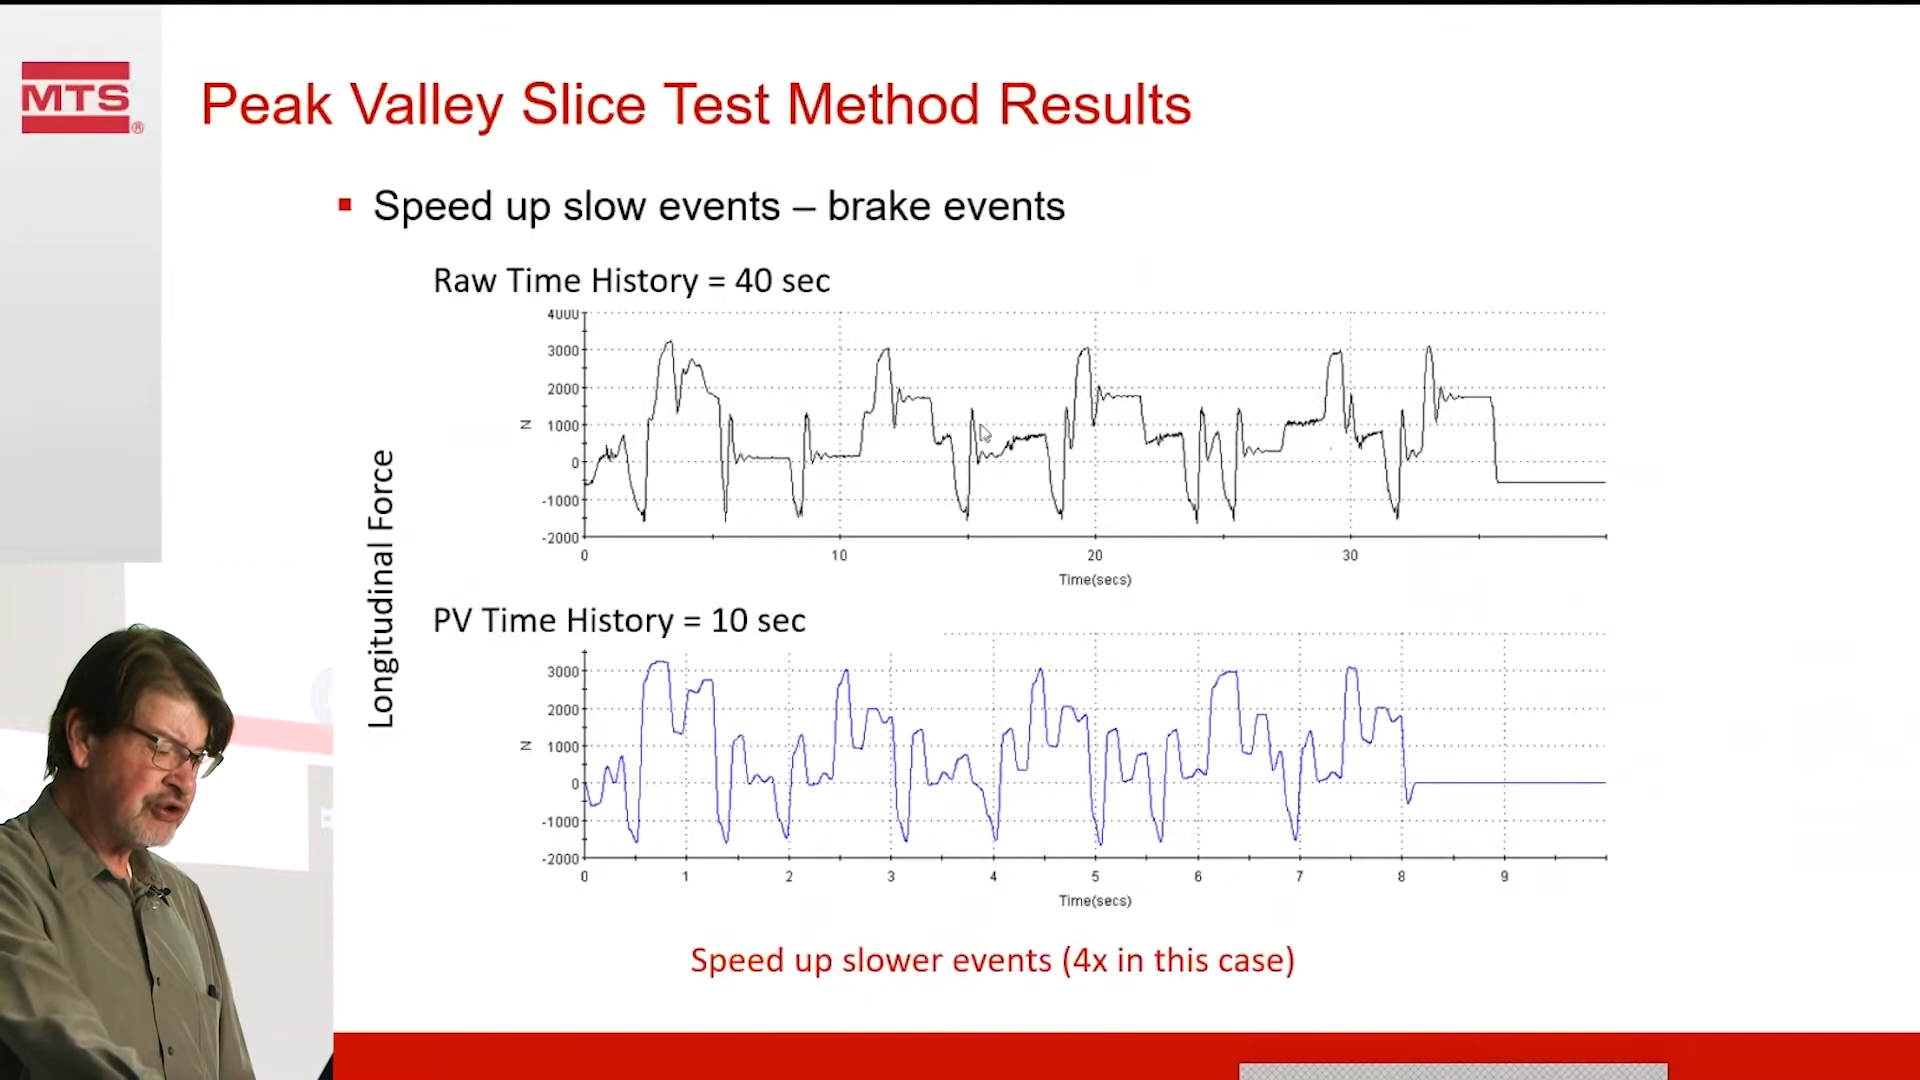 MTS
®
Peak Valley Slice Test Method Results
Speed up slow events – brake events
Raw Time History = 40 sec
4000
3000
2000
1000
0
-1000
-2000
N
0 10 20 30
Time(secs)
Longitudinal Force
PV Time History = 10 sec
3000
2000
1000
0
-1000
-2000
N
0 1 2 3 4 5 6 7 8 9
Time(secs)
Speed up slower events (4x in this case)